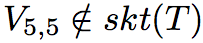 V_{5,5} ∉ skt(T)